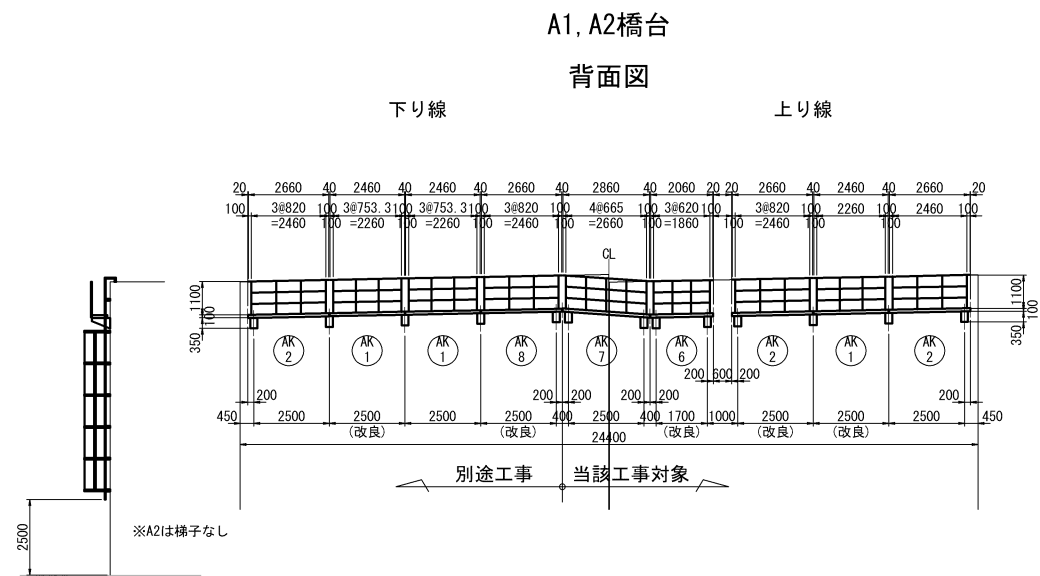 A1,A2橋台
背面図
下り線 上り線
20 2660 40 2460 40 2460 40 2660 40 2860 40 2060 20 20 2660 40 2460 40 2660 20
100 3@820 100 3@753.3 100 3@753.3 100 3@820 100 4@665 100 3@620 100 3@820 100 2260 100 2460 100
=2460 100 =2260 100 =2260 100 =2460 100 =2660 100 =1860 100 =2460 100 100
CL
1100 100 350
1100 100 350
AK 2
AK 1
AK 1
AK 8
AK 7
AK 6
AK 2
AK 1
AK 2
200 600 200
200 200 200 200 200 200
450 2500 2500 2500 2500 400 2500 400 1700 1000 2500 2500 2500 450
(改良) (改良) (改良) (改良) (改良)
24400
別途工事 当該工事対象
2500
※A2は梯子なし